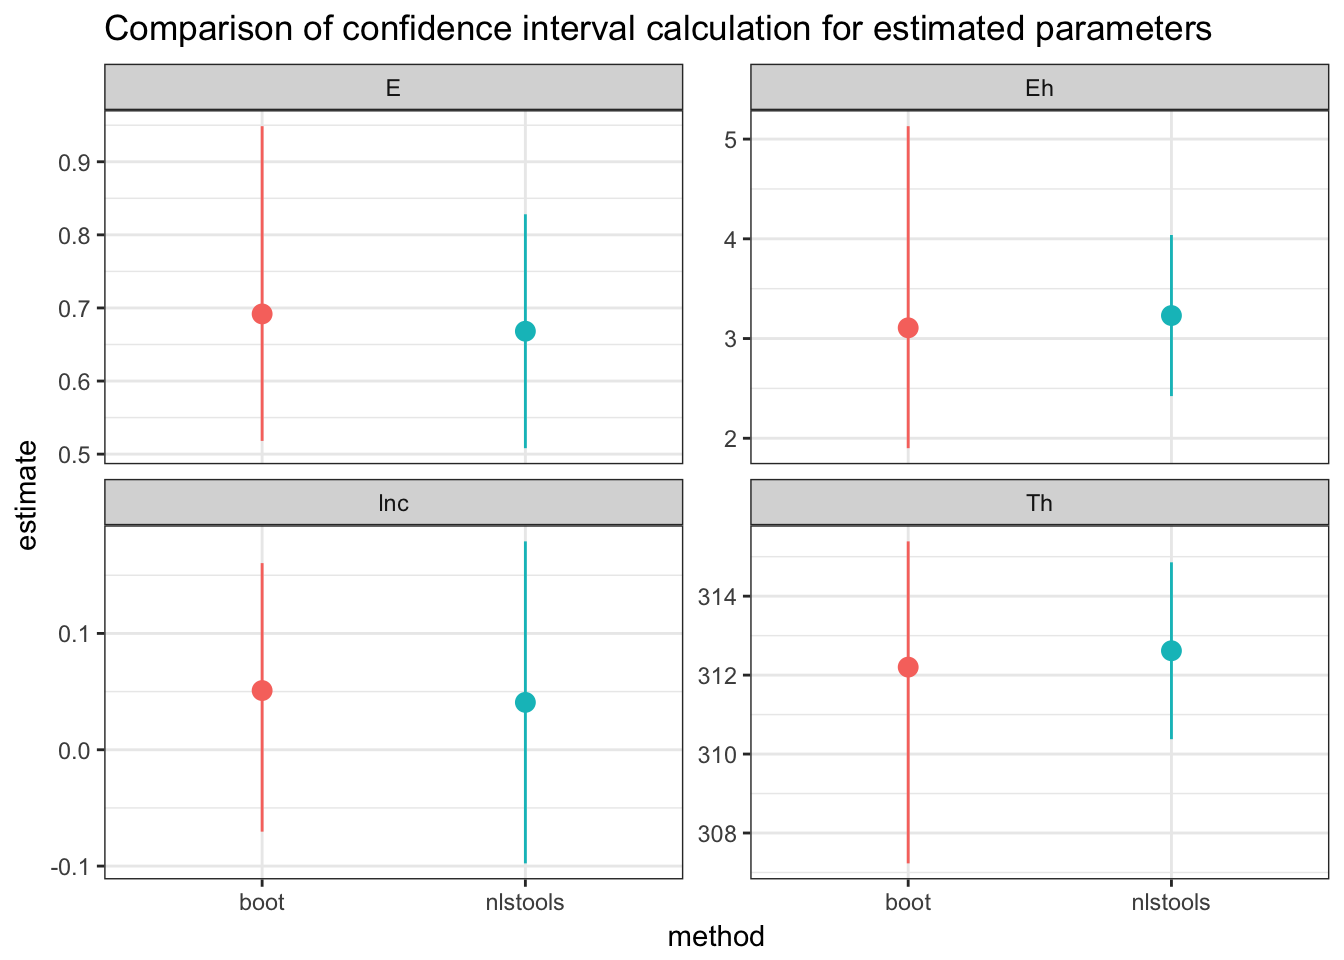 Comparison of confidence interval calculation for estimated parameters
E
Eh
0.9
0.8
0.7
0.6
0.5
5
4
3
2
estimate
lnc
Th
0.1
0.0
-0.1
314
312
310
308
boot
nlstools
boot
nlstools
method